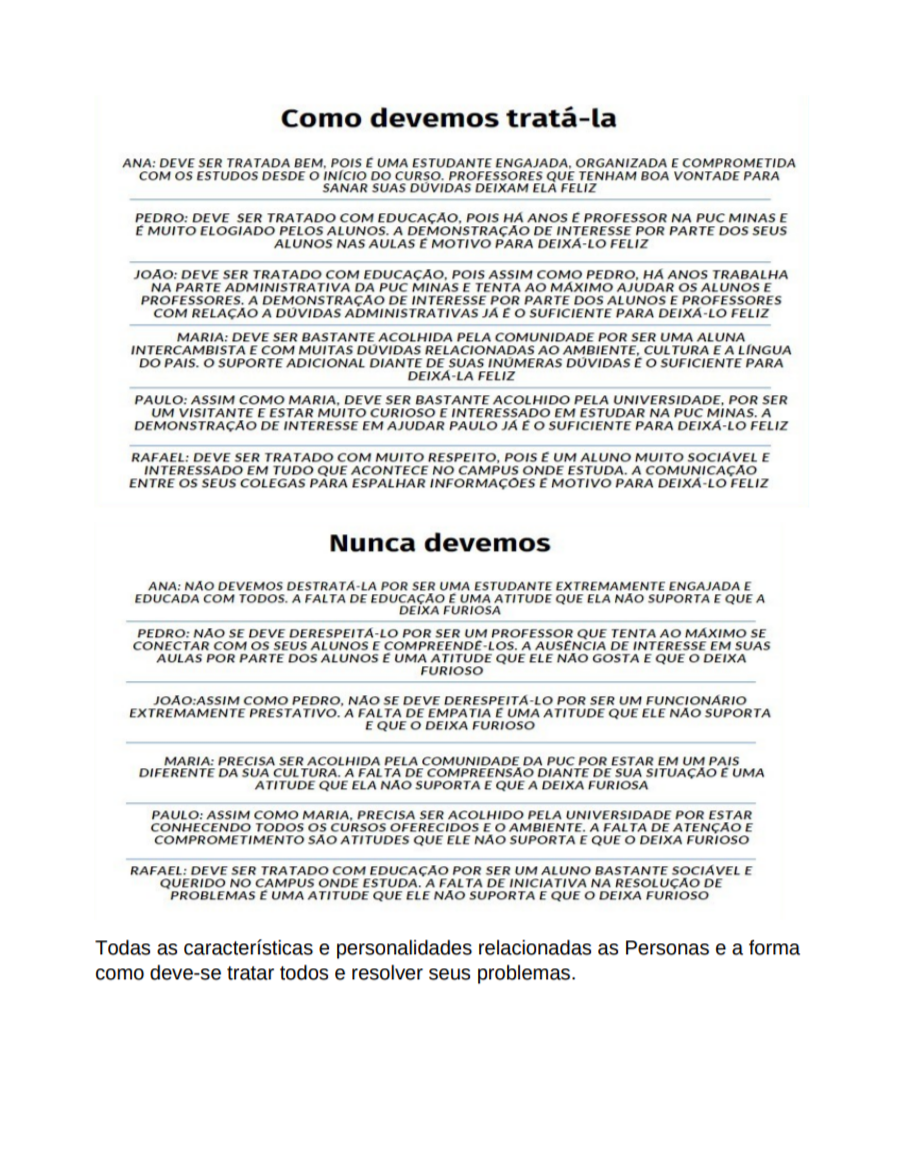 Como devemos tratá-la
ANA: DEVE SER TRATADA BEM, POIS É UMA ESTUDANTE ENGAJADA, ORGANIZADA E COMPROMETIDA
COM OS ESTUDOS DESDE O INÍCIO DO CURSO. PROFESSORES QUE TENHAM BOA VONTADE PARA
SANAR SUAS DÚVIDAS DEIXAM ELA FELIZ
PEDRO: DEVE SER TRATADO COM EDUCAÇÃO, POIS HÁ ANOS É PROFESSOR NA PUC MINAS E
É MUITO ELOGIADO PELOS ALUNOS. A DEMONSTRAÇÃO DE INTERESSE POR PARTE DOS SEUS
ALUNOS NAS AULAS É MOTIVO PARA DEIXÁ-LO FELIZ
JOÃO: DEVE SER TRATADO COM EDUCAÇÃO, POIS ASSIM COMO PEDRO, HÁ ANOS TRABALHA
NA PARTE ADMINISTRATIVA DA PUC MINAS E TENTA AO MÁXIMO AJUDAR OS ALUNOS E
PROFESSORES. A DEMONSTRAÇÃO DE INTERESSE POR PARTE DOS ALUNOS E PROFESSORES
COM RELAÇÃO A DÚVIDAS ADMINISTRATIVAS JÁ É O SUFICIENTE PARA DEIXÁ-LO FELIZ
MARIA: DEVE SER BASTANTE ACOLHIDA PELA COMUNIDADE POR SER UMA ALUNA
INTERCAMBISTA E COM MUITAS DÚVIDAS RELACIONADAS AO AMBIENTE, CULTURA E A LÍNGUA
DO PAIS. O SUPORTE ADICIONAL DIANTE DE SUAS INÚMERAS DÚVIDAS É O SUFICIENTE PARA
DEIXÁ-LA FELIZ
PAULO: ASSIM COMO MARIA, DEVE SER BASTANTE ACOLHIDO PELA UNIVERSIDADE, POR SER
UM VISITANTE E ESTAR MUITO CURIOSO E INTERESSADO EM ESTUDAR NA PUC MINAS. A
DEMONSTRAÇÃO DE INTERESSE EM AJUDAR PAULO JÁ É O SUFICIENTE PARA DEIXÁ-LO FELIZ
RAFAEL: DEVE SER TRATADO COM MUITO RESPEITO, POIS É UM ALUNO MUITO SOCIÁVEL E
INTERESSADO EM TUDO QUE ACONTECE NO CAMPUS ONDE ESTUDA. A COMUNICAÇÃO
ENTRE OS SEUS COLEGAS PARA ESPALHAR INFORMAÇÕES É MOTIVO PARA DEIXÁ-LO FELIZ
Nunca devemos
ANA: NÃO DEVEMOS DESTRATÁ-LA POR SER UMA ESTUDANTE EXTREMAMENTE ENGAJADA E
EDUCADA COM TODOS. A FALTA DE EDUCAÇÃO É UMA ATITUDE QUE ELA NÃO SUPORTA E QUE A
DEIXA FURIOSA
PEDRO: NÃO SE DEVE DERESPEITÁ-LO POR SER UM PROFESSOR QUE TENTA AO MÁXIMO SE
CONECTAR COM OS SEUS ALUNOS E COMPREENDÊ-LOS. A AUSÊNCIA DE INTERESSE EM SUAS
AULAS POR PARTE DOS ALUNOS É UMA ATITUDE QUE ELE NÃO GOSTA E QUE O DEIXA
FURIOSO
JOÃO:ASSIM COMO PEDRO, NÃO SE DEVE DERESPEITÁ-LO POR SER UM FUNCIONÁRIO
EXTREMAMENTE PRESTATIVO. A FALTA DE EMPATIA É UMA ATITUDE QUE ELE NÃO SUPORTA
E QUE O DEIXA FURIOSO
MARIA: PRECISA SER ACOLHIDA PELA COMUNIDADE DA PUC POR ESTAR EM UM PAIS
DIFERENTE DA SUA CULTURA. A FALTA DE COMPREENSÃO DIANTE DE SUA SITUAÇÃO É UMA
ATITUDE QUE ELA NÃO SUPORTA E QUE A DEIXA FURIOSA
PAULO: ASSIM COMO MARIA, PRECISA SER ACOLHIDO PELA UNIVERSIDADE POR ESTAR
CONHECENDO TODOS OS CURSOS OFERECIDOS E O AMBIENTE. A FALTA DE ATENÇÃO E
COMPROMETIMENTO SÃO ATITUDES QUE ELE NÃO SUPORTA E QUE O DEIXA FURIOSO
RAFAEL: DEVE SER TRATADO COM EDUCAÇÃO POR SER UM ALUNO BASTANTE SOCIÁVEL E
QUERIDO NO CAMPUS ONDE ESTUDA. A FALTA DE INICIATIVA NA RESOLUÇÃO DE
PROBLEMAS É UMA ATITUDE QUE ELE NÃO SUPORTA E QUE O DEIXA FURIOSO
Todas as características e personalidades relacionadas as Personas e a forma
como deve-se tratar todos e resolver seus problemas.